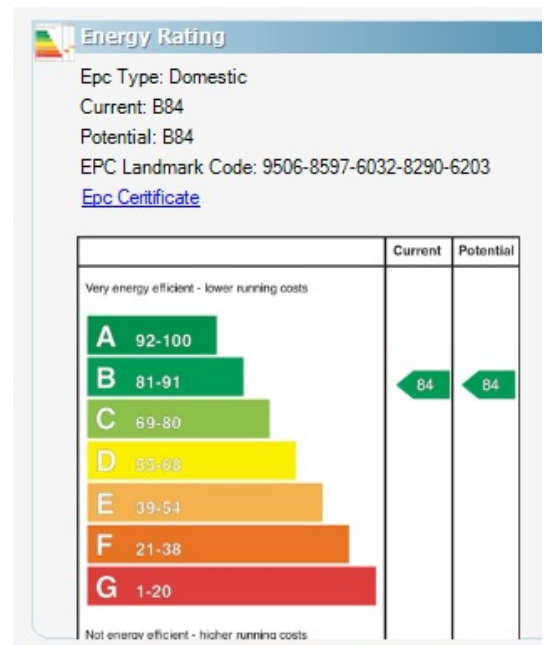 Energy Rating
Epc Type: Domestic
Current: B84
Potential: B84
EPC Landmark Code: 9506-8597-6032-8290-6203
Epc Ceritificate
Current Potential
Very energy efficient - lower running costs
A 92-100
B 81-91 84 84
C 69-80
D 55-68
E 39-54
F 21-38
G 1-20
Not energy efficient - higher running costs